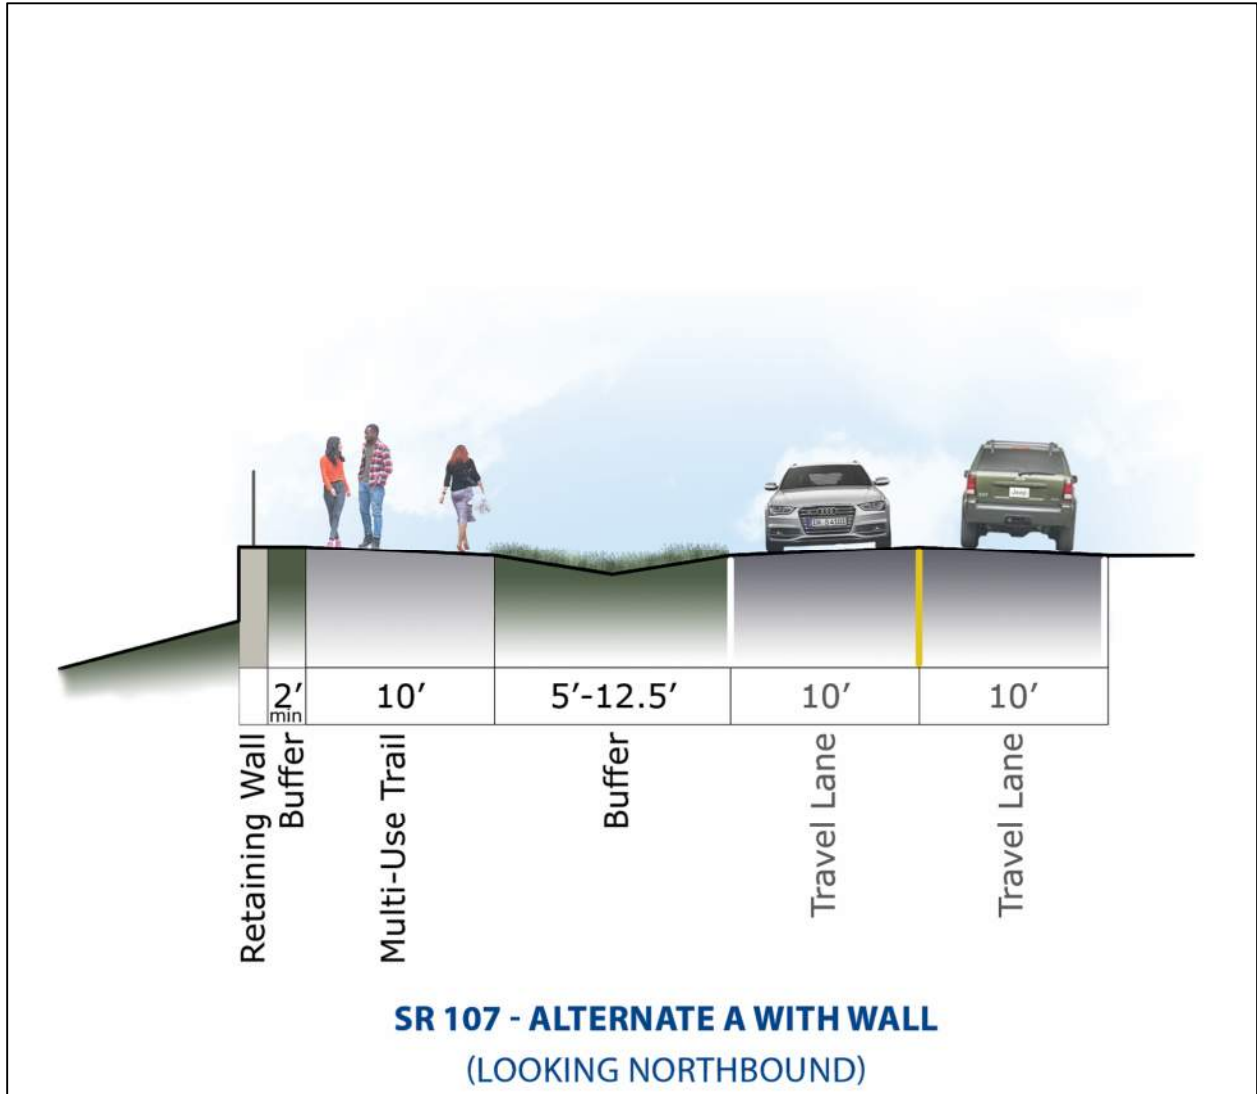 2’ min
10’
5’-12.5’
10’
10’
Retaining Wall
Buffer
Multi-Use Trail
Buffer
Travel Lane
Travel Lane
SR 107 - ALTERNATE A WITH WALL
(LOOKING NORTHBOUND)